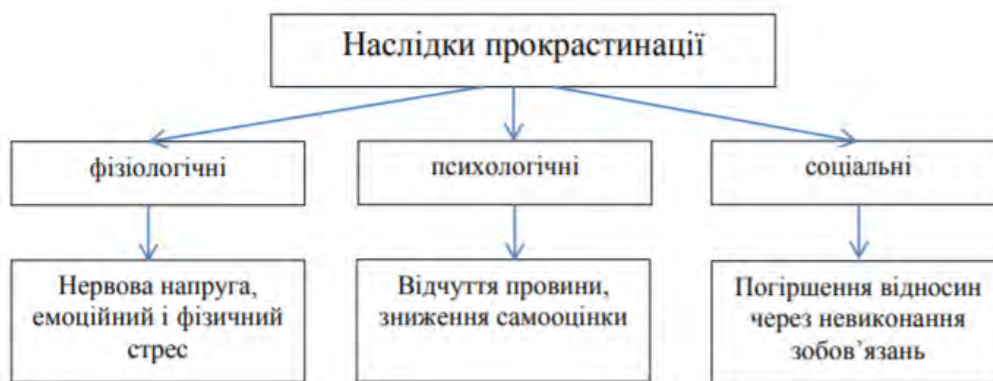 Наслідки прокрастинації
фізіологічні
психологічні
соціальні
Нервова напруга,
емоційний і фізичний
стрес
Відчуття провини,
зниження самооцінки
Погіршення відносин
через невиконання
зобов’язань